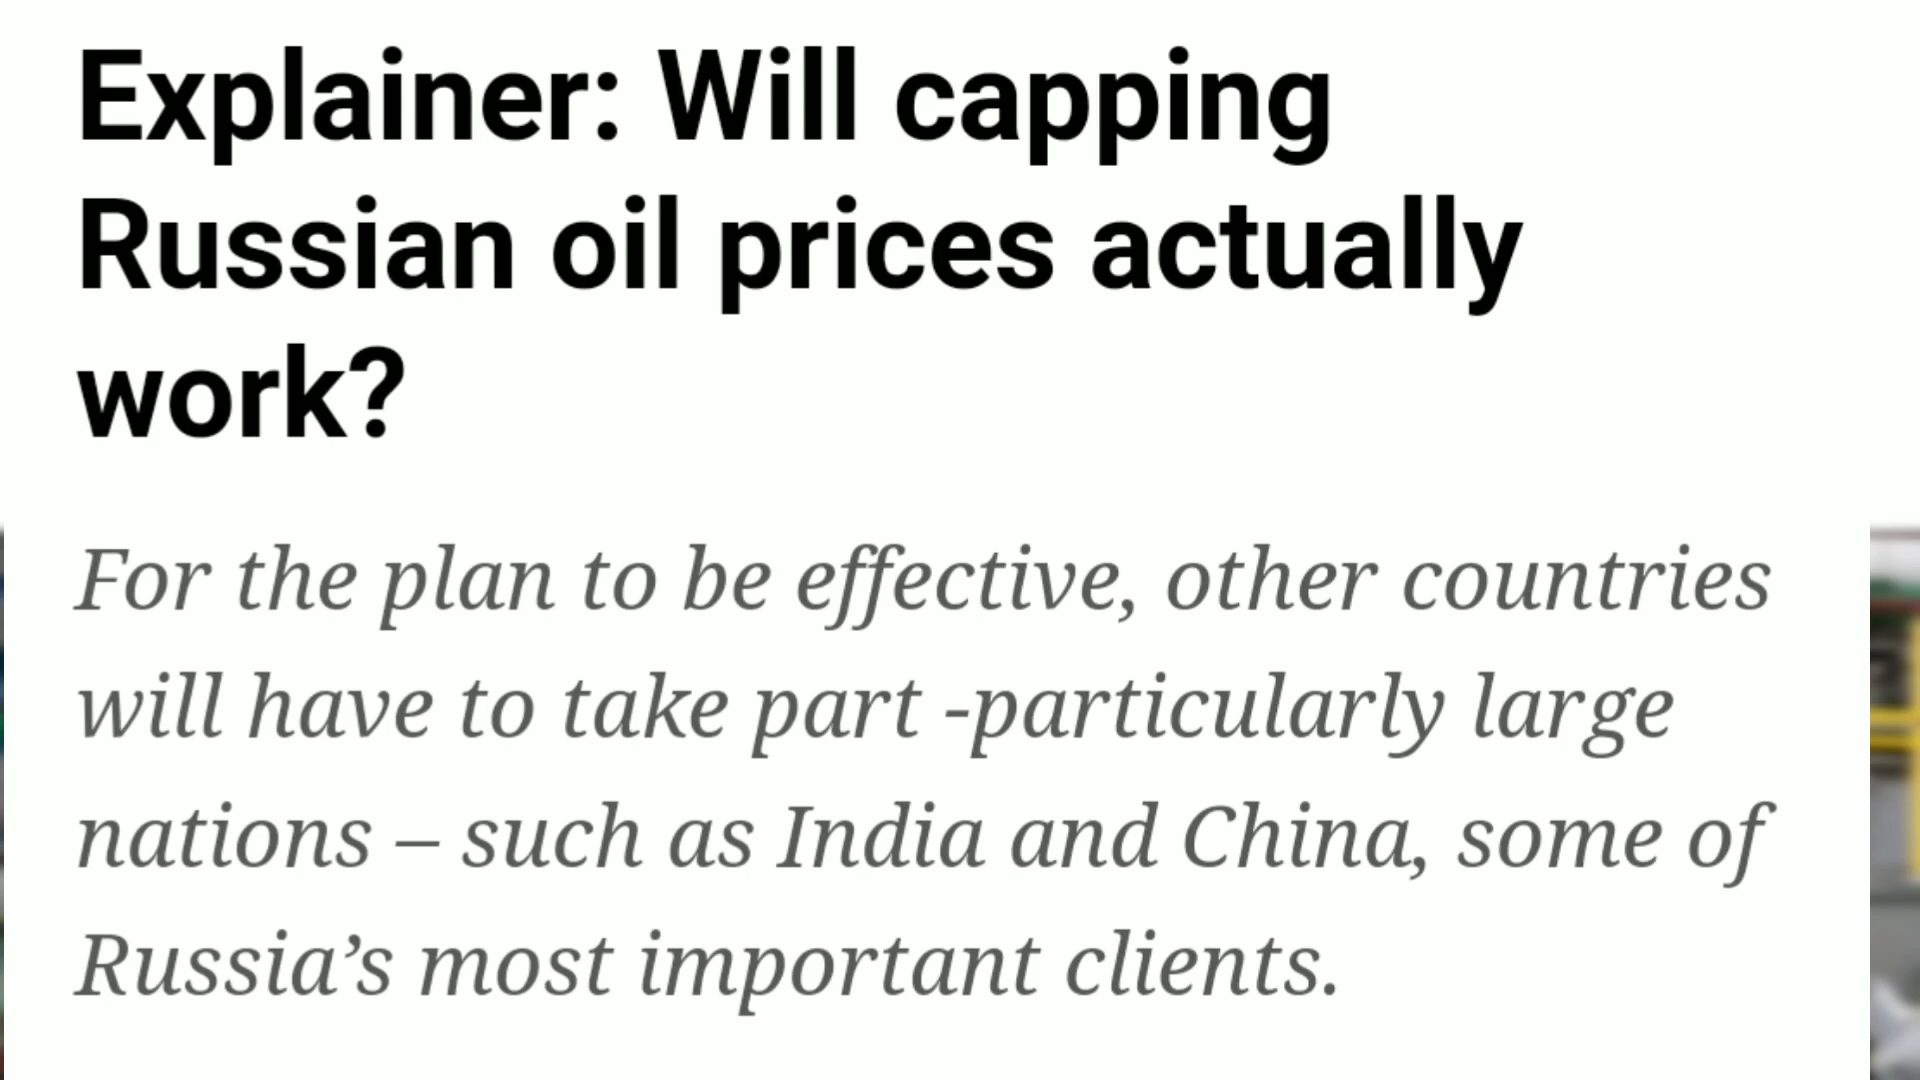 Explainer: Will capping
Russian oil prices actually
work?
For the plan to be effective, other countries
will have to take part -particularly large
nations – such as India and China, some of
Russia’s most important clients.